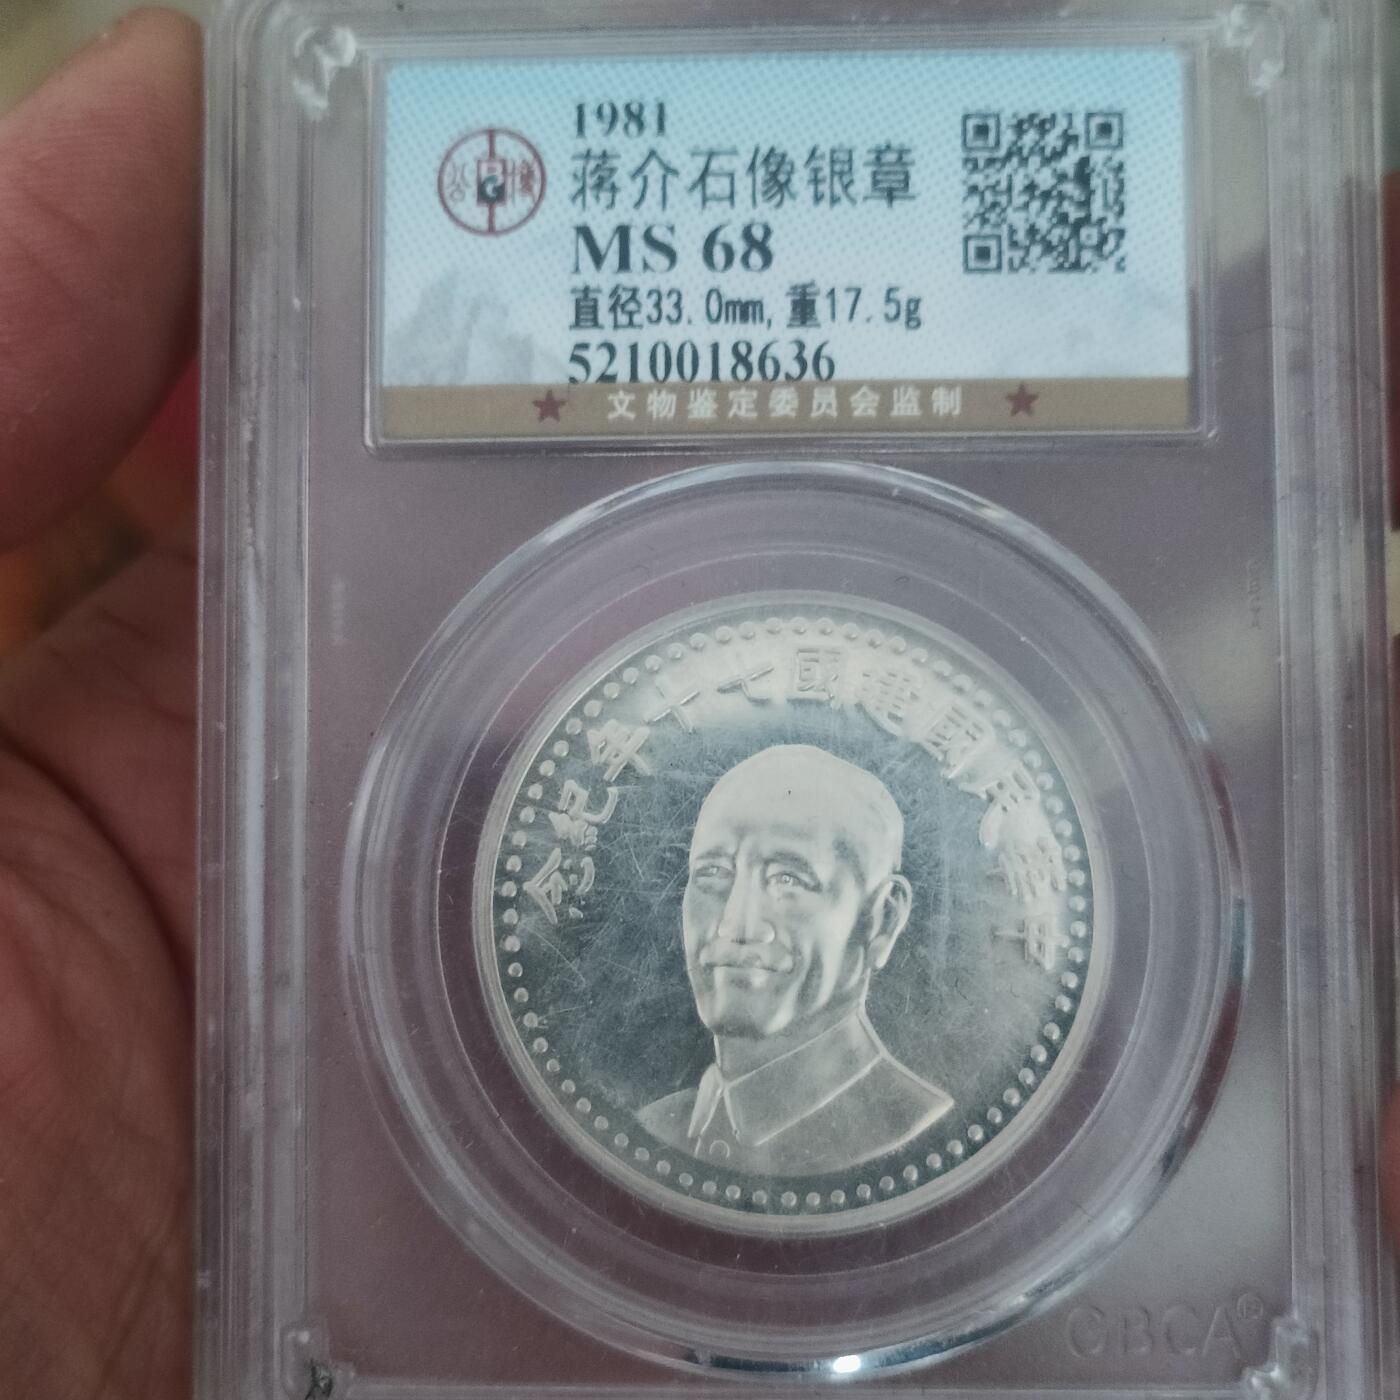 1981
蒋介石像银章
MS 68
直径33.0mm,重17.5g
5210018636
文物鉴定委员会监制
中華民國建國七十年紀念
GBCA